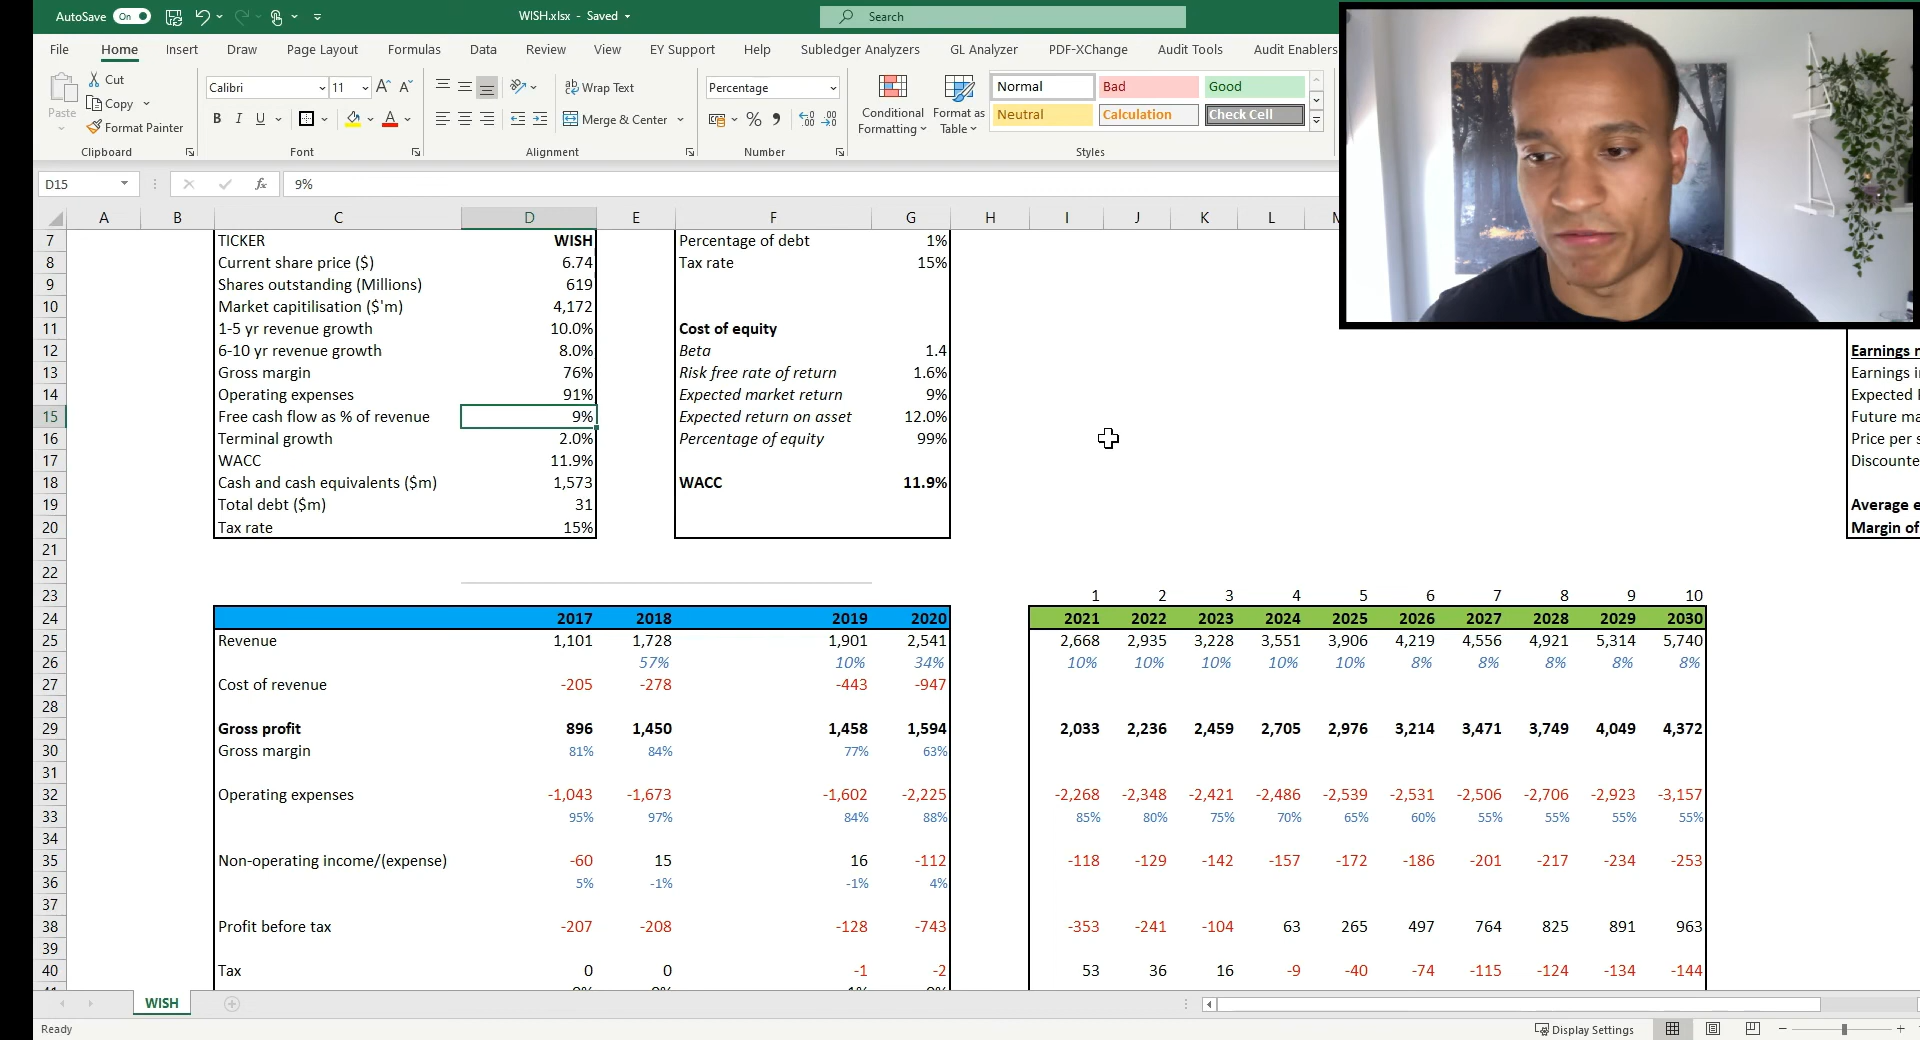 AutoSave On WISH.xlsx - Saved Search
File Home Insert Draw Page Layout Formulas Data Review View EY Support Help Subledger Analyzers GL Analyzer PDF-XChange Audit Tools Audit Enablers
Paste Cut Calibri 11 A A Wrap Text Percentage Conditional Formatting Format as Table Normal Bad Good
Copy
Format Painter B I U A Merge & Center % Neutral Calculation Check Cell
Clipboard Font Alignment Number Styles
D15 fx 9%
A B C D E F G H I J K L
7 TICKER WISH Percentage of debt 1%
8 Current share price ($) 6.74 Tax rate 15%
9 Shares outstanding (Millions) 619
10 Market capitilisation ($'m) 4,172
11 1-5 yr revenue growth 10.0% Cost of equity
12 6-10 yr revenue growth 8.0% Beta 1.4 Earnings
13 Gross margin 76% Risk free rate of return 1.6% Earnings
14 Operating expenses 91% Expected market return 9% Expected
15 Free cash flow as % of revenue 9% Expected return on asset 12.0% Future
16 Terminal growth 2.0% Percentage of equity 99% Price per
17 WACC 11.9% Discounte
18 Cash and cash equivalents ($m) 1,573 WACC 11.9%
19 Total debt ($m) 31 Average
20 Tax rate 15% Margin of
21
22
23 1 2 3 4 5 6 7 8 9 10
24 2017 2018 2019 2020 2021 2022 2023 2024 2025 2026 2027 2028 2029 2030
25 Revenue 1,101 1,728 1,901 2,541 2,668 2,935 3,228 3,551 3,906 4,219 4,556 4,921 5,314 5,740
26 57% 10% 34% 10% 10% 10% 10% 10% 8% 8% 8% 8% 8%
27 Cost of revenue -205 -278 -443 -947
28
29 Gross profit 896 1,450 1,458 1,594 2,033 2,236 2,459 2,705 2,976 3,214 3,471 3,749 4,049 4,372
30 Gross margin 81% 84% 77% 63%
31
32 Operating expenses -1,043 -1,673 -1,602 -2,225 -2,268 -2,348 -2,421 -2,486 -2,539 -2,531 -2,506 -2,706 -2,923 -3,157
33 95% 97% 84% 88% 85% 80% 75% 70% 65% 60% 55% 55% 55% 55%
34
35 Non-operating income/(expense) -60 15 16 -112 -118 -129 -142 -157 -172 -186 -201 -217 -234 -253
36 5% -1% -1% 4%
37
38 Profit before tax -207 -208 -128 -743 -353 -241 -104 63 265 497 764 825 891 963
39
40 Tax 0 0 -1 -2 53 36 16 -9 -40 -74 -115 -124 -134 -144
WISH
Ready Display Settings